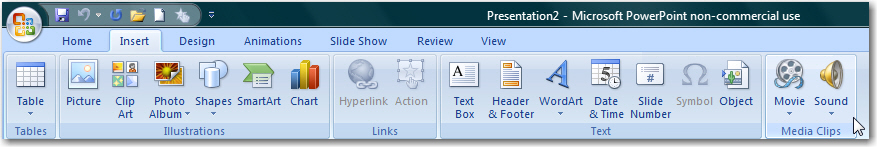 Presentation2 - Microsoft PowerPoint non-commercial use
Home Insert Design Animations Slide Show Review View
Table
Picture
Clip
Art
Photo
Album
Shapes
SmartArt
Chart
Hyperlink
Action
A
Text
Box
Header
& Footer
A
WordArt
5
Date
& Time
#
Slide
Number
Ω
Symbol
Object
Movie
Sound
Tables
Illustrations
Links
Text
Media Clips